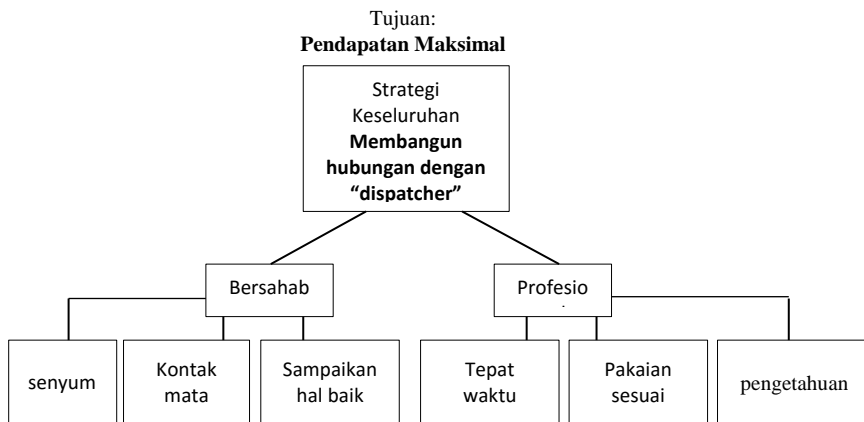 Tujuan:
Pendapatan Maksimal
Strategi
Keseluruhan
Membangun
hubungan dengan
“dispatcher”
Bersahab
Profesio
senyum
Kontak
mata
Sampaikan
hal baik
Tepat
waktu
Pakaian
sesuai
pengetahuan